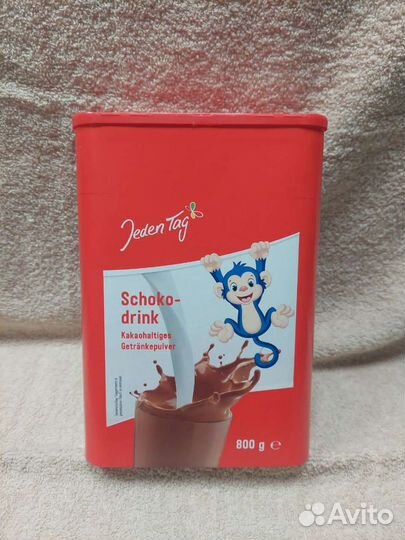 Jeden Tag
Schoko-
drink
Kakaohaltiges
Getränkepulver
800 g ℮
Avito